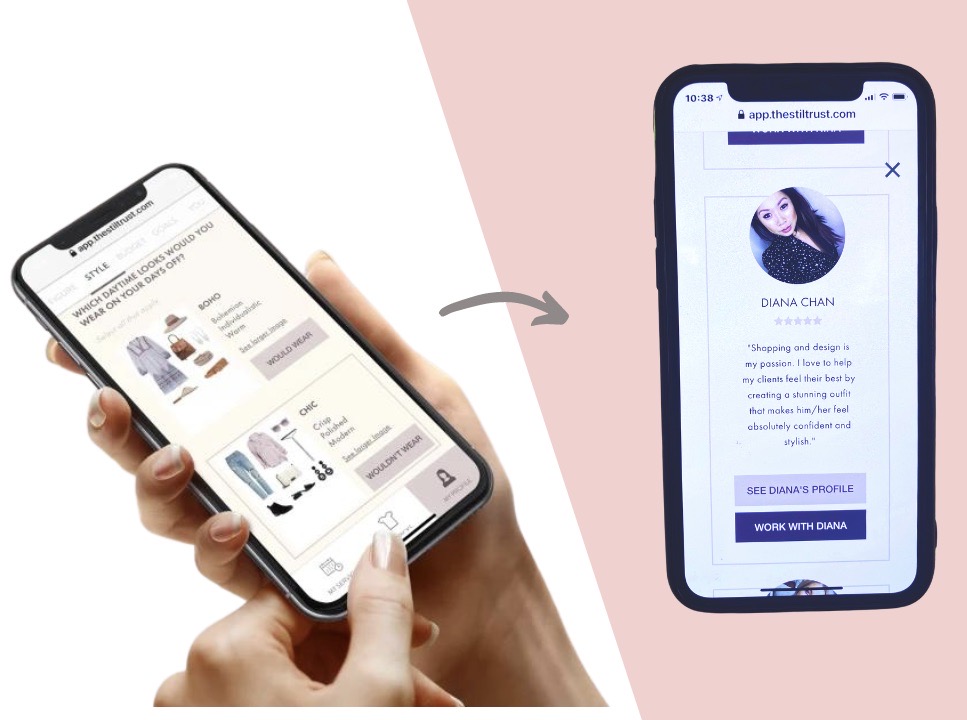 app.thestiltrust.com
FIGURE STYLE BUDGET GOALS YOU
WHICH DAYTIME LOOKS WOULD YOU
WEAR ON YOUR DAYS OFF?
Select all that apply
BOHO
Bohemian
Individualistic
Warm
See larger image
WOULD WEAR
CHIC
Crisp
Polished
Modern
See larger image
WOULDN'T WEAR
MY PROFILE
10:38
app.thestiltrust.com
DIANA CHAN
"Shopping and design is
my passion. I love to help
my clients feel their best by
creating a stunning outfit
that makes him/her feel
absolutely confident and
stylish."
SEE DIANA'S PROFILE
WORK WITH DIANA